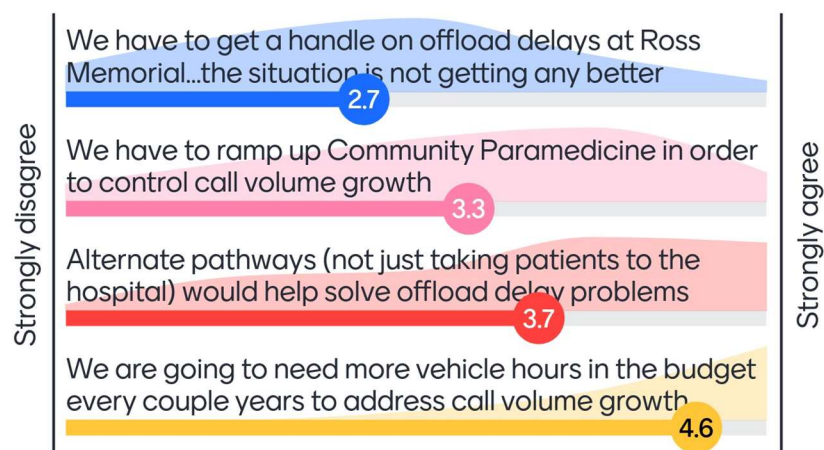 Strongly disagree
We have to get a handle on offload delays at Ross
Memorial...the situation is not getting any better
2.7
We have to ramp up Community Paramedicine in order
to control call volume growth
3.3
Alternate pathways (not just taking patients to the
hospital) would help solve offload delay problems
3.7
We are going to need more vehicle hours in the budget
every couple years to address call volume growth
4.6
Strongly agree